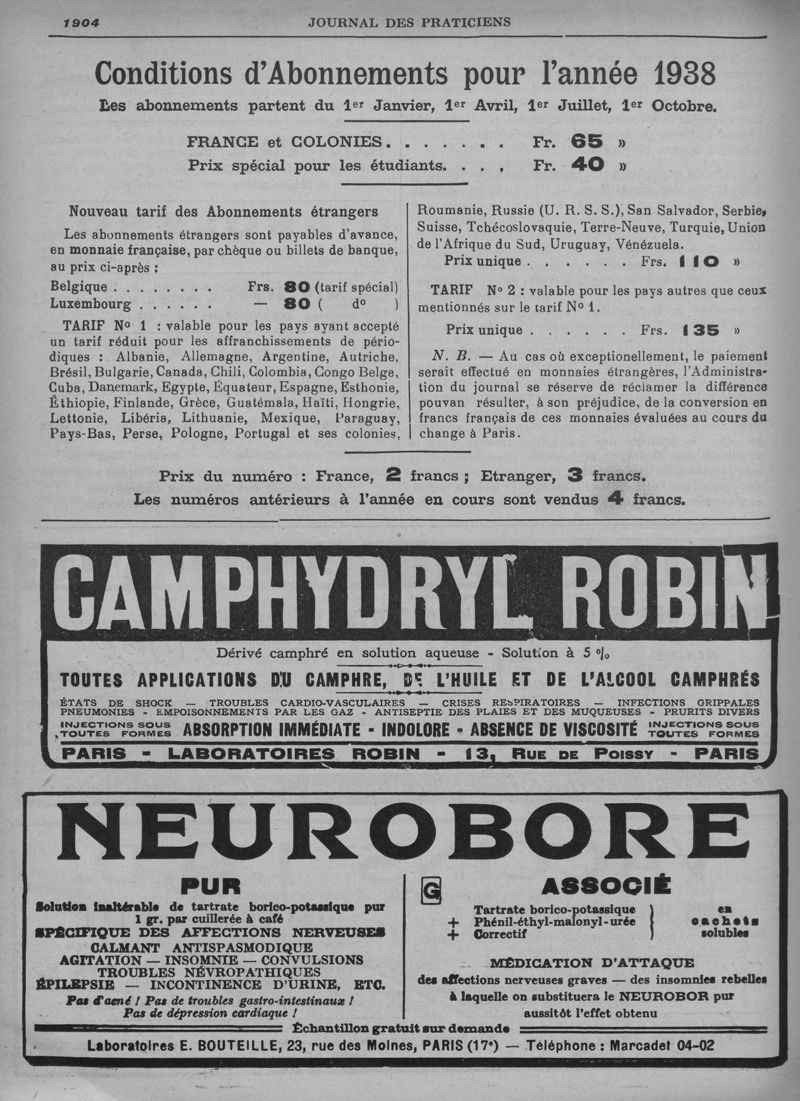 1904
JOURNAL DES PRATICIENS
Conditions d'Abonnements pour l'année 1938
Les abonnements partent du 1er Janvier, 1er Avril, 1er Juillet, 1er Octobre.
FRANCE et COLONIES. . . . . . . Fr. 65 »
Prix spécial pour les étudiants. . . , Fr. 40 »
Nouveau tarif des Abonnements étrangers
Les abonnements étrangers sont payables d'avance,
en monnaie française, par chèque ou billets de banque,
au prix ci-après :
Belgique . . . . . . . . Frs. 80 (tarif spécial)
Luxembourg . . . . . . — 80 ( do )
TARIF No 1 : valable pour les pays ayant accepté
un tarif réduit pour les affranchissements de pério-
diques : Albanie, Allemagne, Argentine, Autriche,
Brésil, Bulgarie, Canada, Chili, Colombia, Congo Belge,
Cuba, Danemark, Egypte, Équateur, Espagne, Esthonie,
Éthiopie, Finlande, Grèce, Guatémala, Haïti, Hongrie,
Lettonie, Libéria, Lithuanie, Mexique, Paraguay,
Pays-Bas, Perse, Pologne, Portugal et ses colonies,
Roumanie, Russie (U. R. S. S.), San Salvador, Serbie,
Suisse, Tchécoslovaquie, Terre-Neuve, Turquie, Union
de l'Afrique du Sud, Uruguay, Vénézuela.
Prix unique . . . . . . Frs. 110 »
TARIF No 2 : valable pour les pays autres que ceux
mentionnés sur le tarif No 1.
Prix unique . . . . . . Frs. 135 »
N. B. — Au cas où exceptionellement, le paiement
serait effectué en monnaies étrangères, l'Administra-
tion du journal se réserve de réclamer la différence
pouvan résulter, à son préjudice, de la conversion en
francs français de ces monnaies évaluées au cours du
change à Paris.
Prix du numéro : France, 2 francs ; Etranger, 3 francs.
Les numéros antérieurs à l'année en cours sont vendus 4 francs.
CAMPHYDRYL ROBIN
Dérivé camphré en solution aqueuse - Solution à 5 %
TOUTES APPLICATIONS DU CAMPHRE, DE L'HUILE ET DE L'ALCOOL CAMPHRÉS
ÉTATS DE SHOCK — TROUBLES CARDIO-VASCULAIRES — CRISES RESPIRATOIRES — INFECTIONS GRIPPALES
PNEUMONIES - EMPOISONNEMENTS PAR LES GAZ - ANTISEPTIE DES PLAIES ET DES MUQUEUSES - PRURITS DIVERS
INJECTIONS SOUS TOUTES FORMES ABSORPTION IMMÉDIATE - INDOLORE - ABSENCE DE VISCOSITÉ INJECTIONS SOUS TOUTES FORMES
PARIS - LABORATOIRES ROBIN - 13, RUE DE POISSY - PARIS
NEUROBORE
PUR
Solution inaltérable de tartrate borico-potassique pur
1 gr. par cuillerée à café
SPÉCIFIQUE DES AFFECTIONS NERVEUSES
CALMANT ANTISPASMODIQUE
AGITATION — INSOMNIE — CONVULSIONS
TROUBLES NÉVROPATHIQUES
ÉPILEPSIE — INCONTINENCE D'URINE, ETC.
Pas d'acné ! Pas de troubles gastro-intestinaux !
Pas de dépression cardiaque !
G ASSOCIÉ
Tartrate borico-potassique
+ Phénil-éthyl-malonyl-urée
+ Correctif
en
cachets
solubles
MÉDICATION D'ATTAQUE
des affections nerveuses graves — des insomnies rebelles
à laquelle on substituera le NEUROBOR pur
aussitôt l'effet obtenu
Échantillon gratuit sur demande
Laboratoires E. BOUTEILLE, 23, rue des Moines, PARIS (17e) — Téléphone : Marcadet 04-02